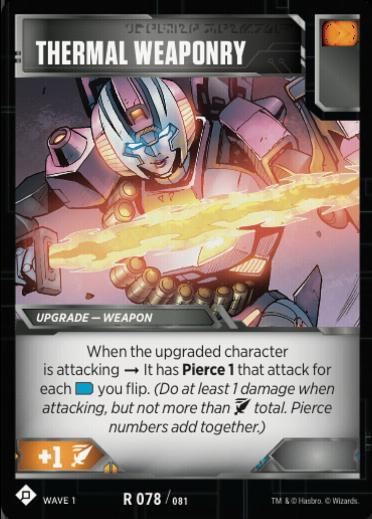 THERMAL WEAPONRY
UPGRADE — WEAPON
When the upgraded character
is attacking → It has Pierce 1 that attack for
each you flip. (Do at least 1 damage when
attacking, but not more than total. Pierce
numbers add together.)
+1
WAVE 1 R 078 / 081 TM & © Hasbro. © Wizards.